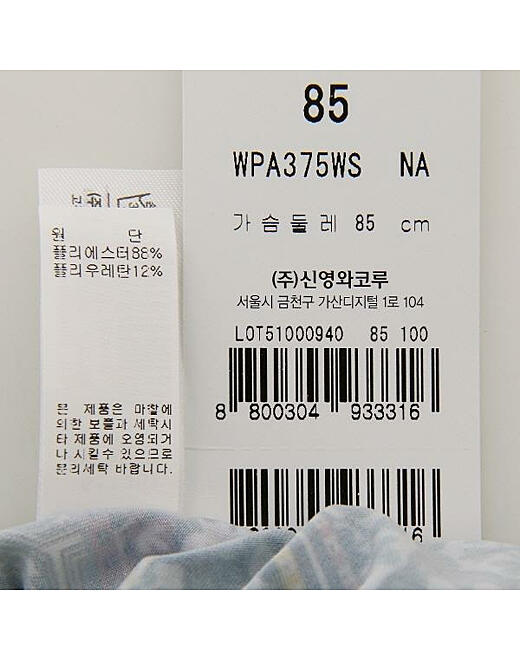 85
WPA375WS NA
가슴둘레 85 cm
(주)신영와코루
서울시 금천구 가산디지털 1로 104
LOT51000940 85 100
8 800304 933316
원 단
폴리에스터88%
폴리우레탄12%
본 제품은 마찰에
의한 보풀과 세탁시
타 제품에 오염되거
나 시킬수 있으므로
분리세탁 바랍니다.